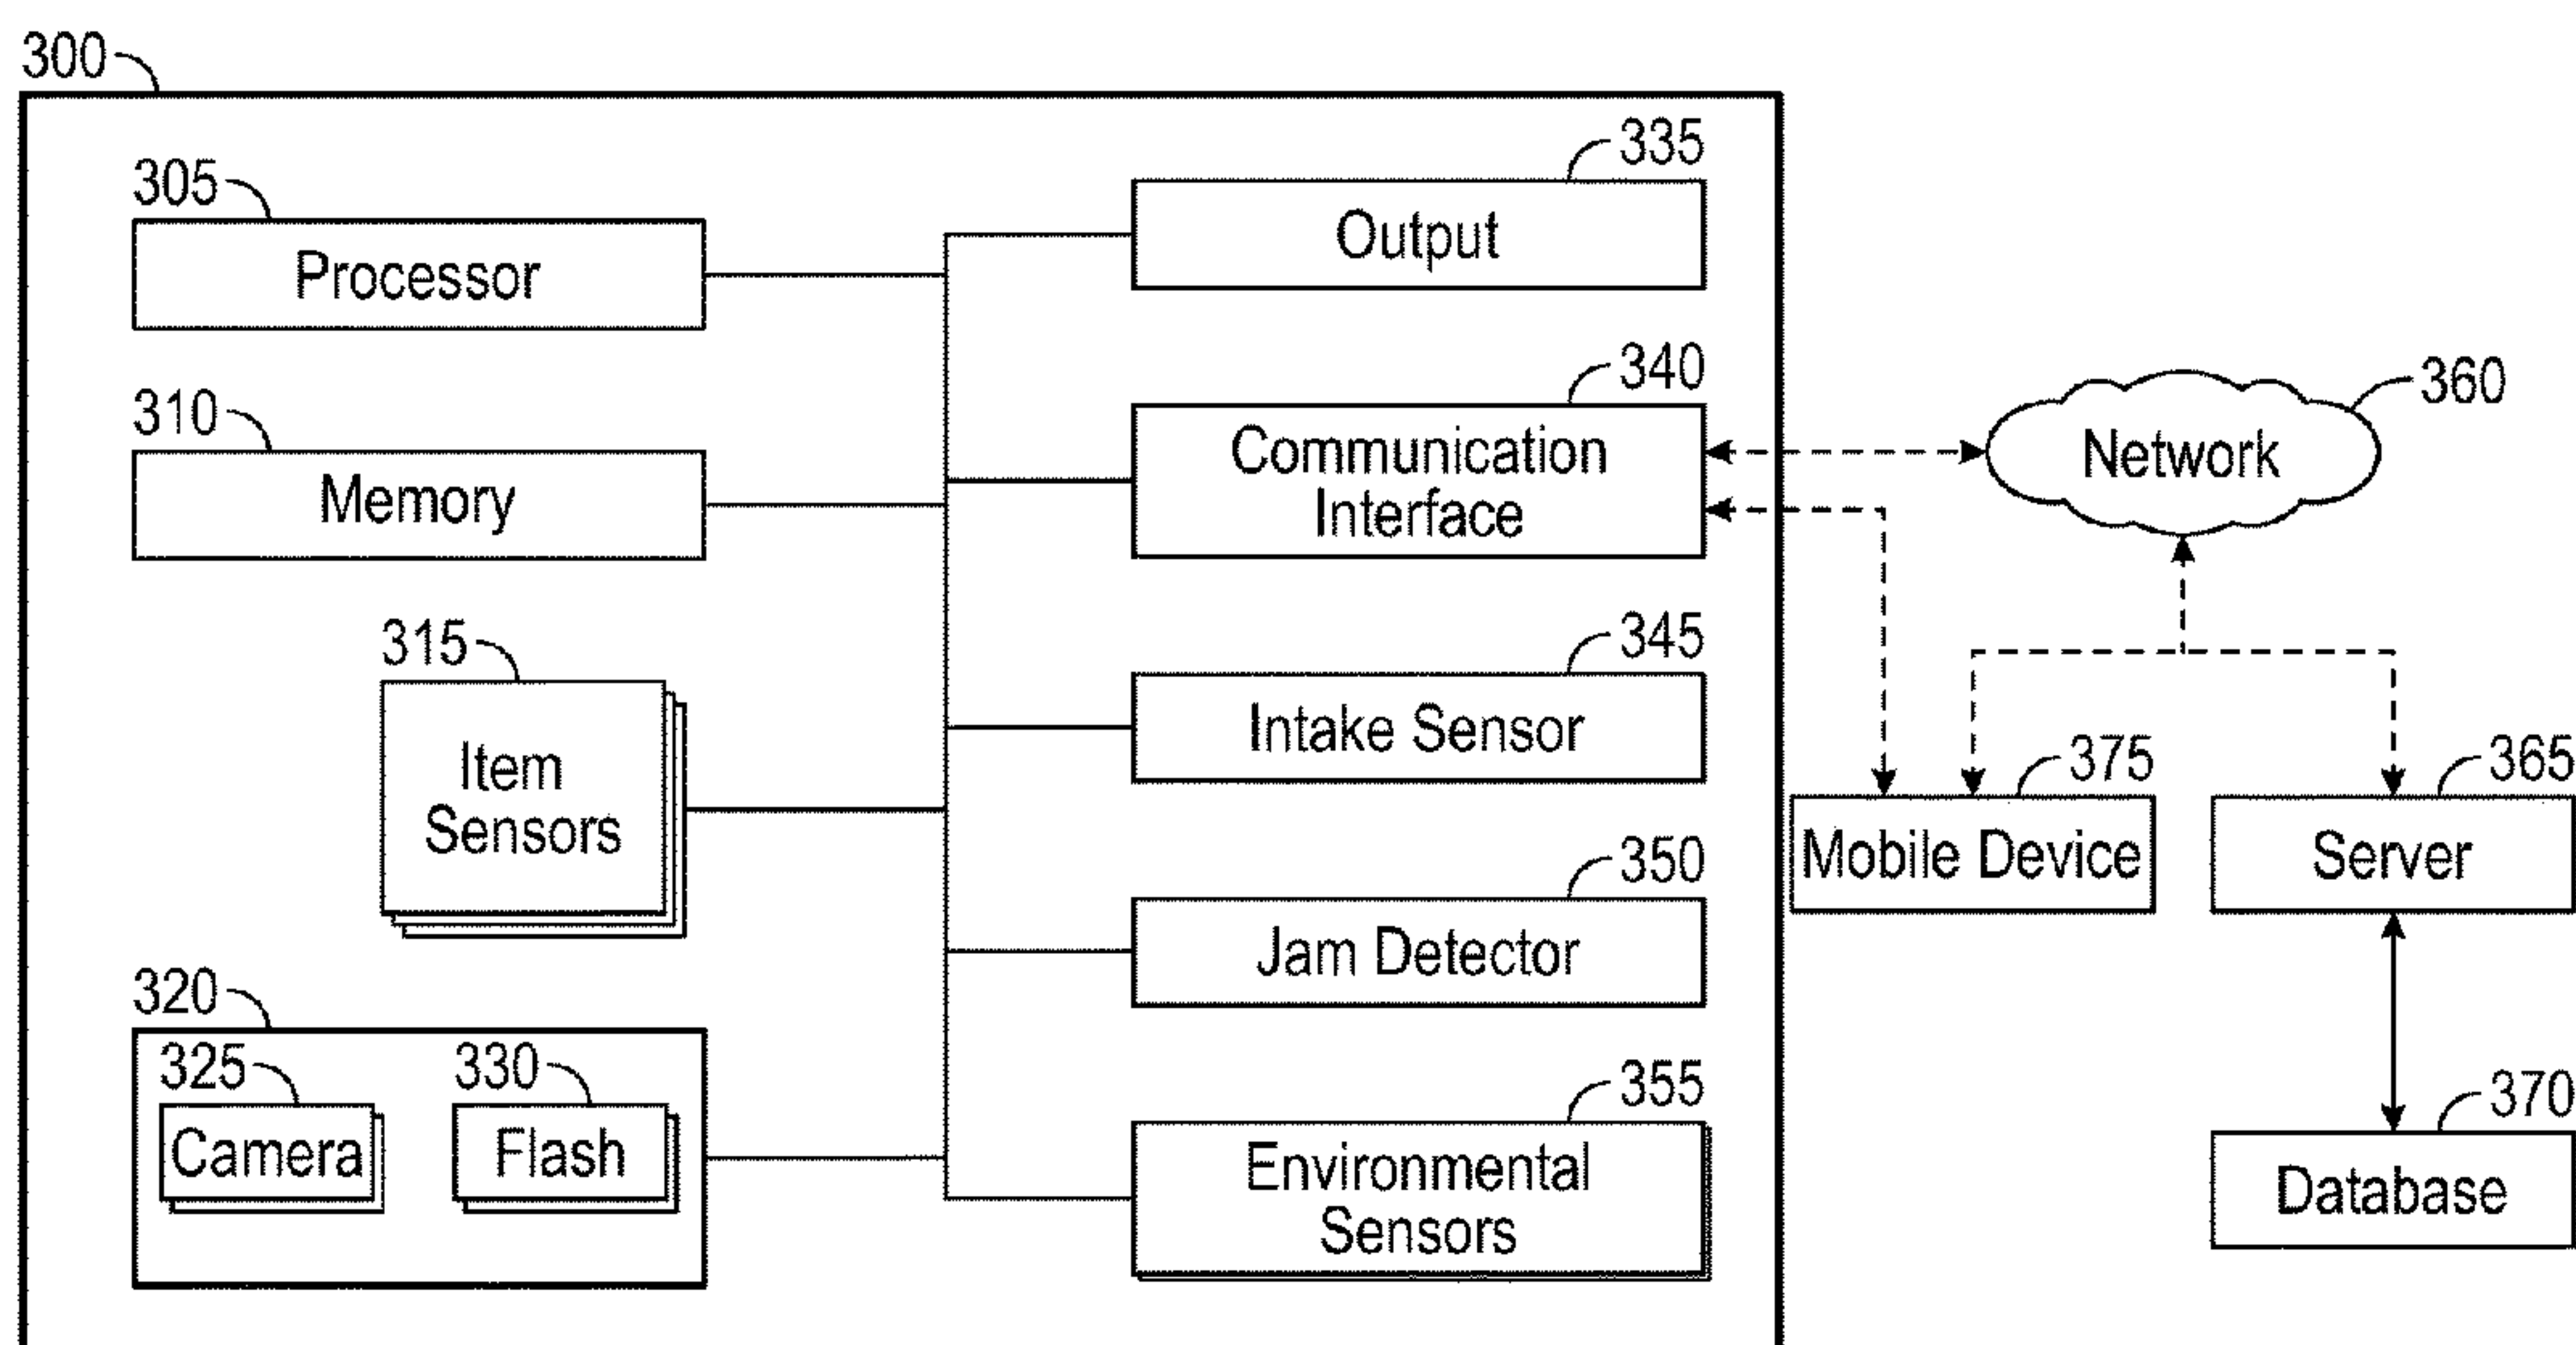 300
305
Processor
310
Memory
315
Item
Sensors
320
325
Camera
330
Flash
335
Output
340
Communication
Interface
345
Intake Sensor
350
Jam Detector
355
Environmental
Sensors
360
Network
375
Mobile Device
365
Server
370
Database